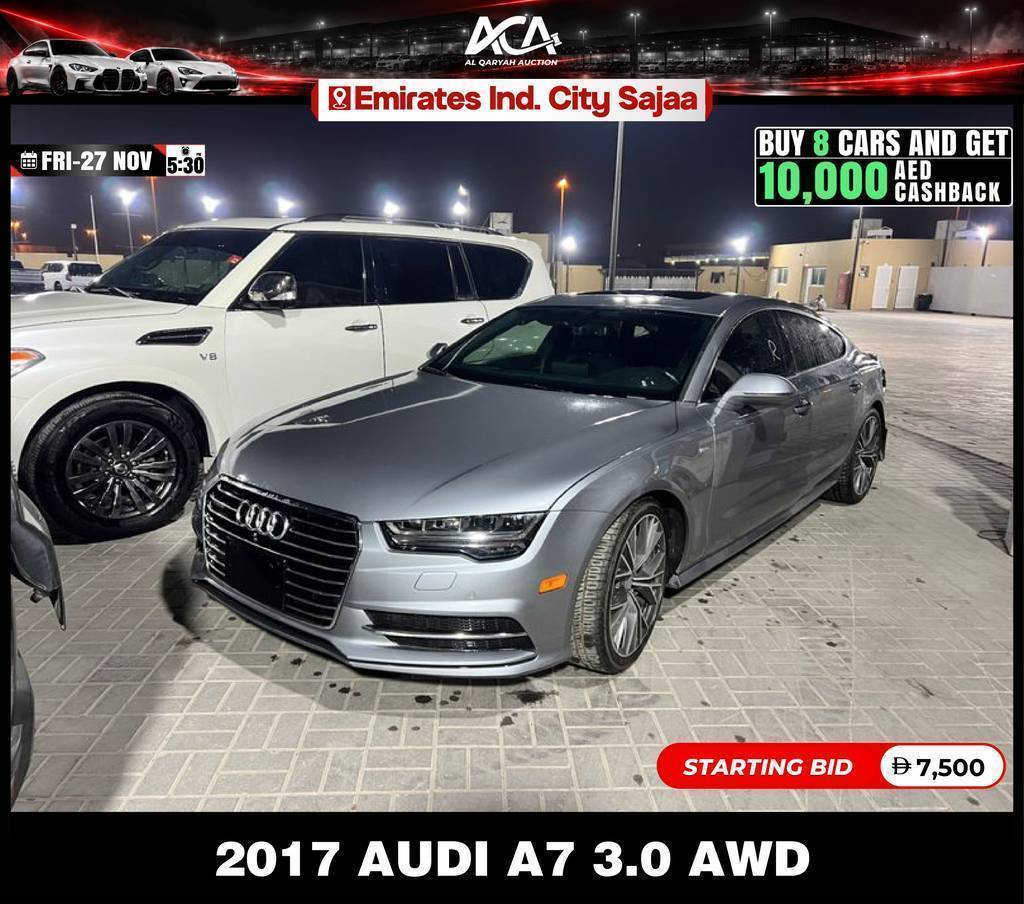 ACA
AL QARYAH AUCTION
Emirates Ind. City Sajaa
FRI-27 NOV 5:30
BUY 8 CARS AND GET
10,000 AED CASHBACK
V8
R
STARTING BID 7,500
2017 AUDI A7 3.0 AWD